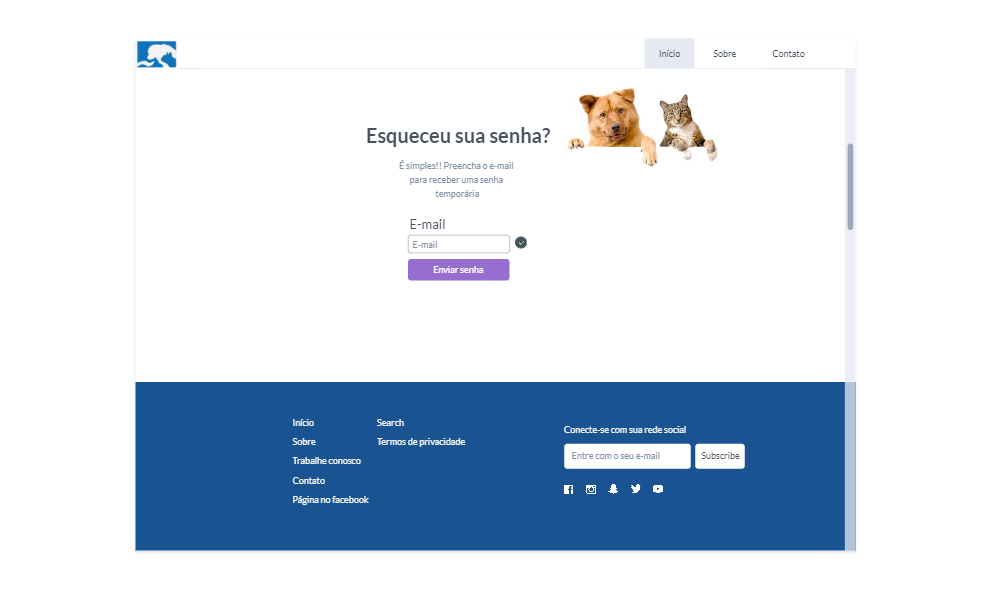 Início
Sobre
Contato
Esqueceu sua senha?
É simples!! Preencha o e-mail
para receber uma senha
temporária
E-mail
E-mail
Enviar senha
Início
Sobre
Trabalhe conosco
Contato
Página no facebook
Search
Termos de privacidade
Conecte-se com sua rede social
Entre com o seu e-mail
Subscribe